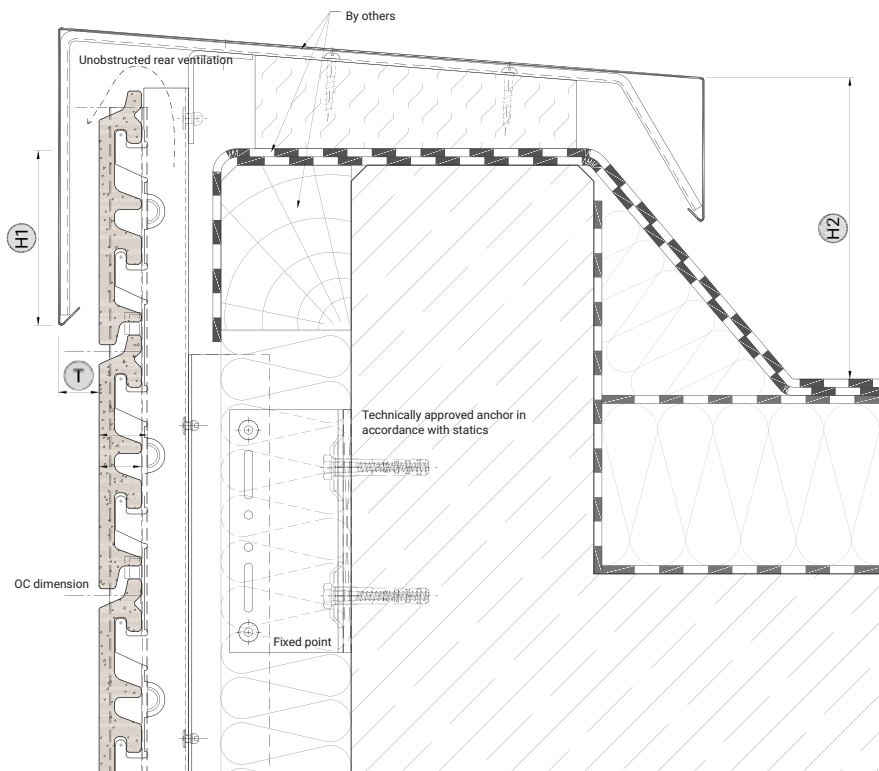 By others
Unobstructed rear ventilation
H1
H2
T
Technically approved anchor in
accordance with statics
OC dimension
Fixed point